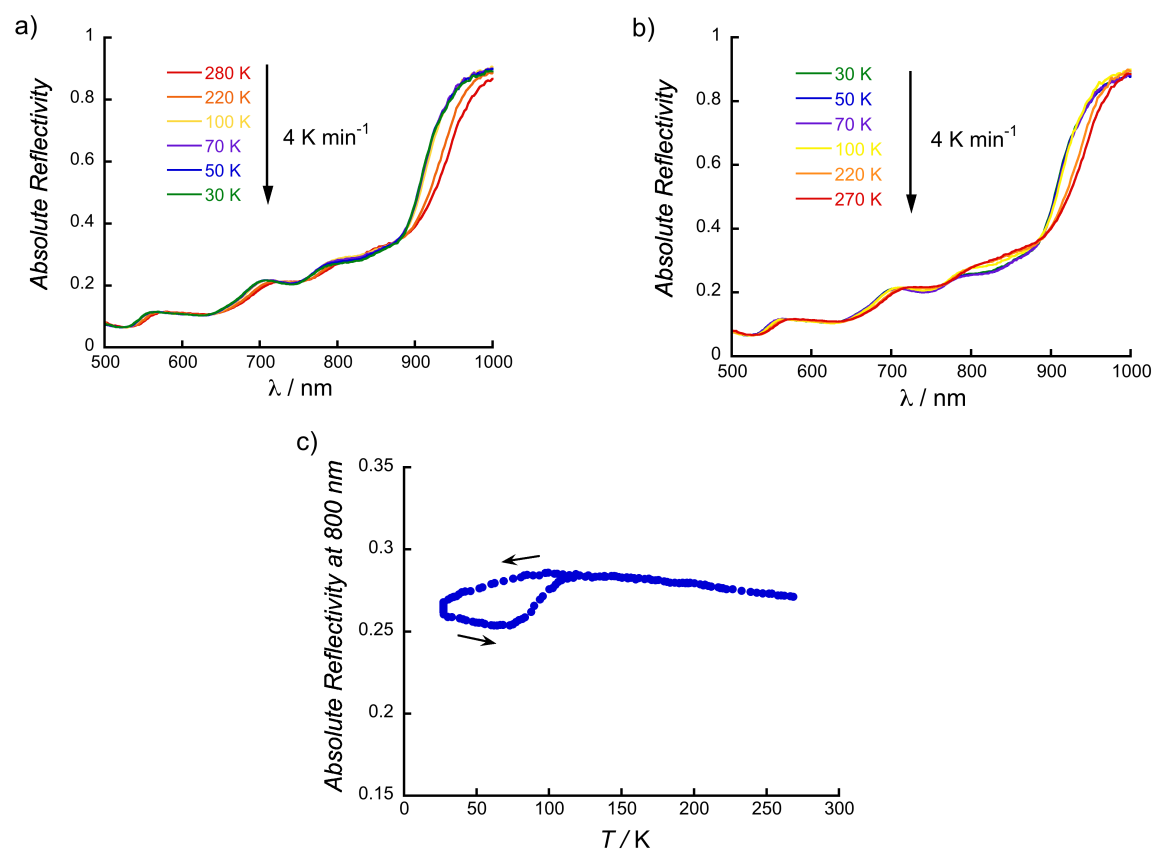 a)
Absolute Reflectivity
1
0.8
0.6
0.4
0.2
0
280 K
220 K
100 K
70 K
50 K
30 K
4 K min⁻¹
500 600 700 800 900 1000
λ / nm
b)
Absolute Reflectivity
1
0.8
0.6
0.4
0.2
0
30 K
50 K
70 K
100 K
220 K
270 K
4 K min⁻¹
500 600 700 800 900 1000
λ / nm
c)
Absolute Reflectivity at 800 nm
0.35
0.3
0.25
0.2
0.15
0 50 100 150 200 250 300
T / K